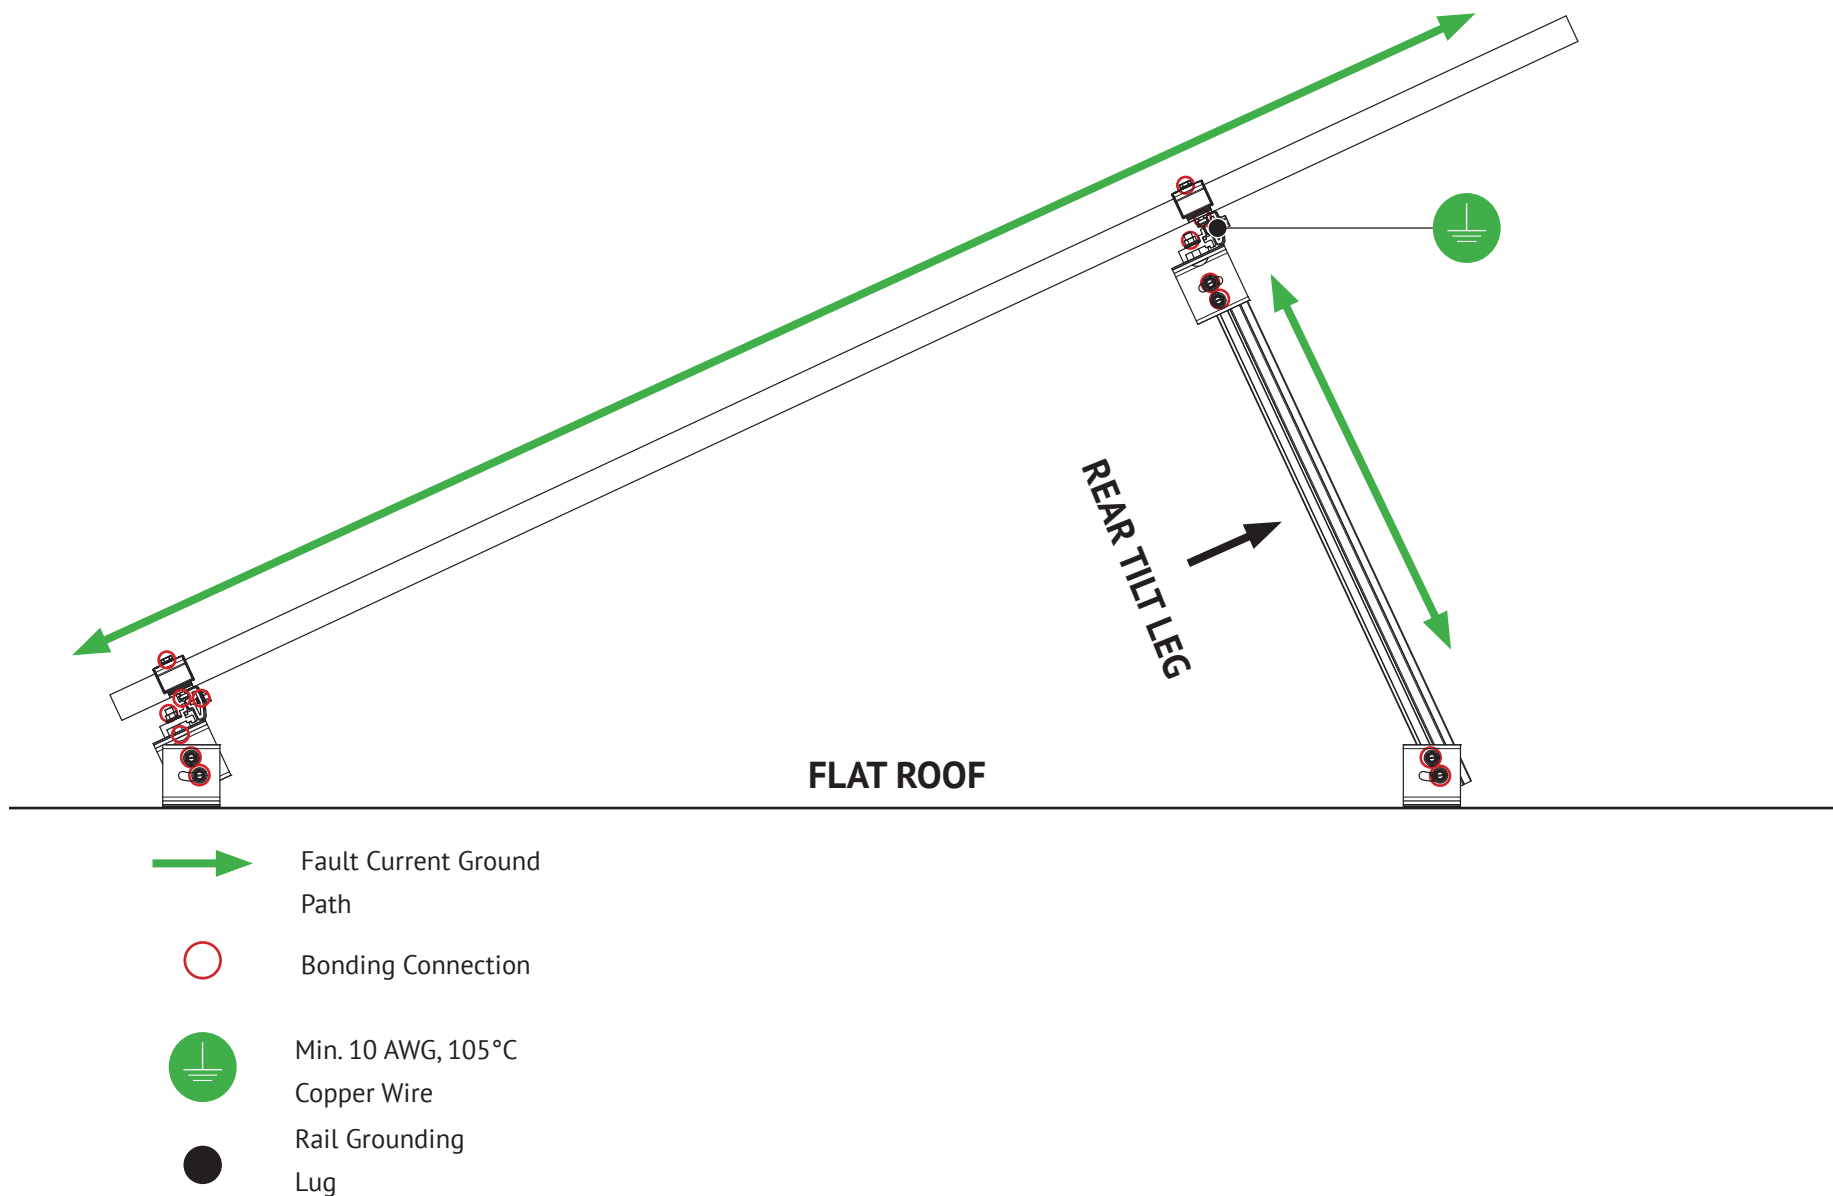 REAR TILT LEG
FLAT ROOF
Fault Current Ground
Path
Bonding Connection
Min. 10 AWG, 105°C
Copper Wire
Rail Grounding
Lug